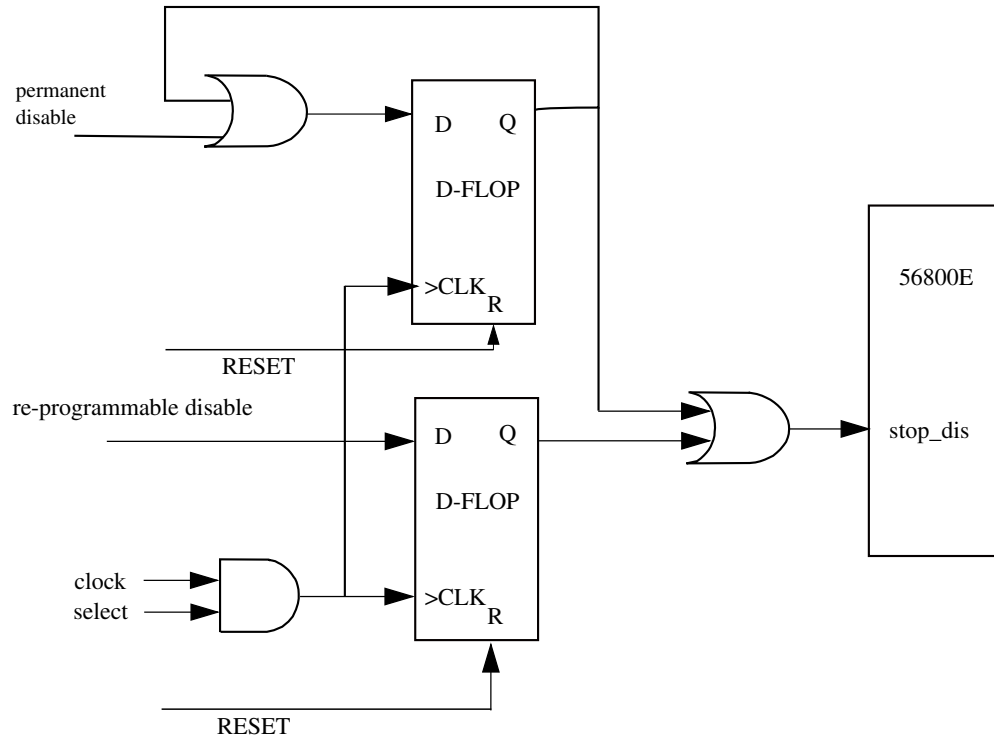 permanent
disable
D Q
D-FLOP
>CLK
R
RESET
56800E
re-programmable disable
D Q
stop_dis
D-FLOP
clock
select
>CLK
R
RESET